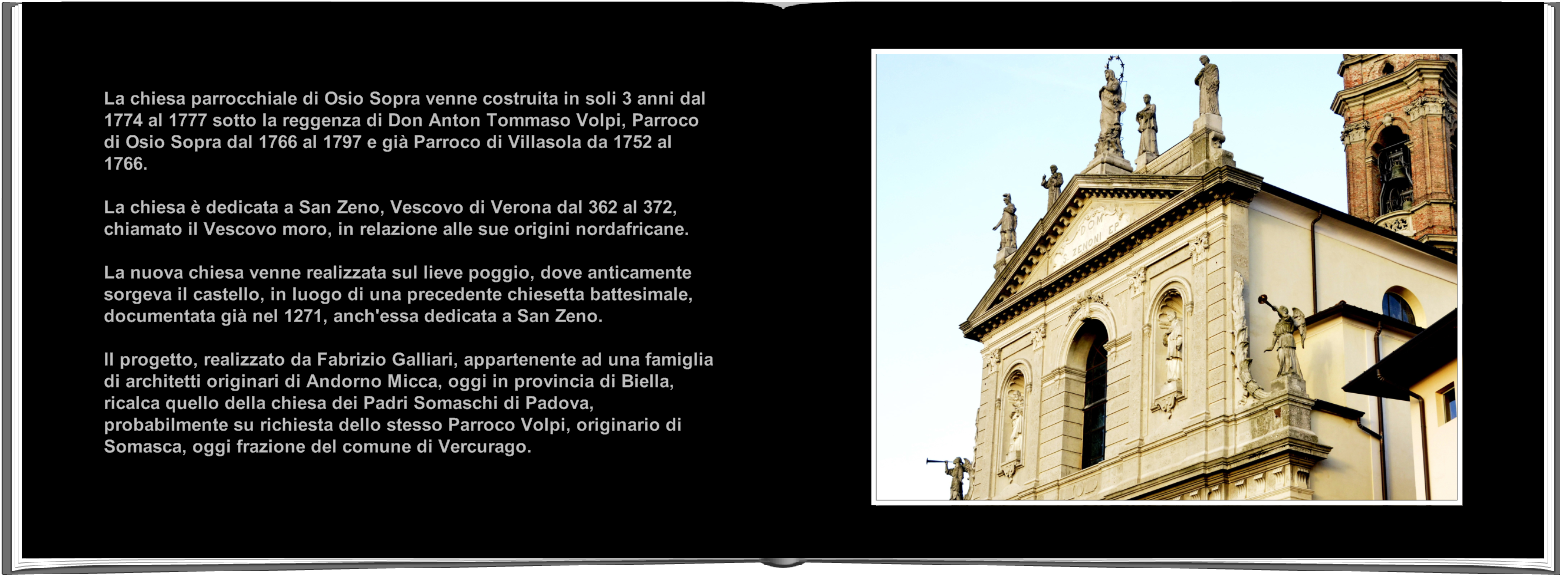 La chiesa parrocchiale di Osio Sopra venne costruita in soli 3 anni dal
1774 al 1777 sotto la reggenza di Don Anton Tommaso Volpi, Parroco
di Osio Sopra dal 1766 al 1797 e già Parroco di Villasola da 1752 al
1766.
La chiesa è dedicata a San Zeno, Vescovo di Verona dal 362 al 372,
chiamato il Vescovo moro, in relazione alle sue origini nordafricane.
La nuova chiesa venne realizzata sul lieve poggio, dove anticamente
sorgeva il castello, in luogo di una precedente chiesetta battesimale,
documentata già nel 1271, anch'essa dedicata a San Zeno.
Il progetto, realizzato da Fabrizio Galliari, appartenente ad una famiglia
di architetti originari di Andorno Micca, oggi in provincia di Biella,
ricalca quello della chiesa dei Padri Somaschi di Padova,
probabilmente su richiesta dello stesso Parroco Volpi, originario di
Somasca, oggi frazione del comune di Vercurago.
D.O.M
ZENONI EP